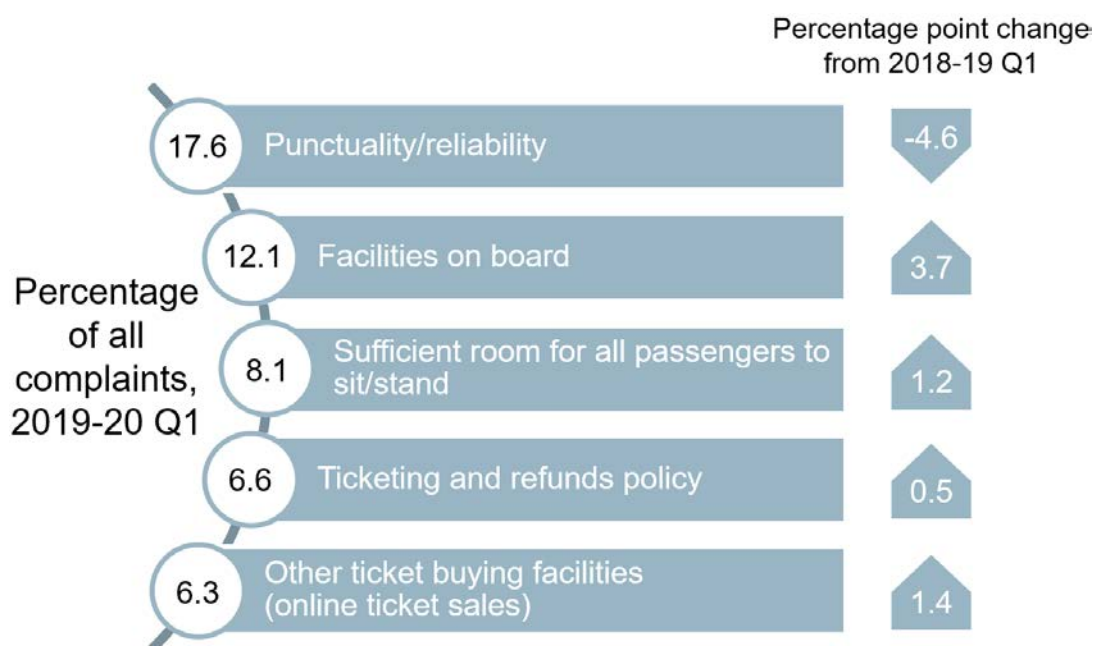 Percentage point change
from 2018-19 Q1
17.6 Punctuality/reliability -4.6
12.1 Facilities on board 3.7
Percentage
of all
complaints,
2019-20 Q1
8.1 Sufficient room for all passengers to
sit/stand 1.2
6.6 Ticketing and refunds policy 0.5
6.3 Other ticket buying facilities
(online ticket sales) 1.4